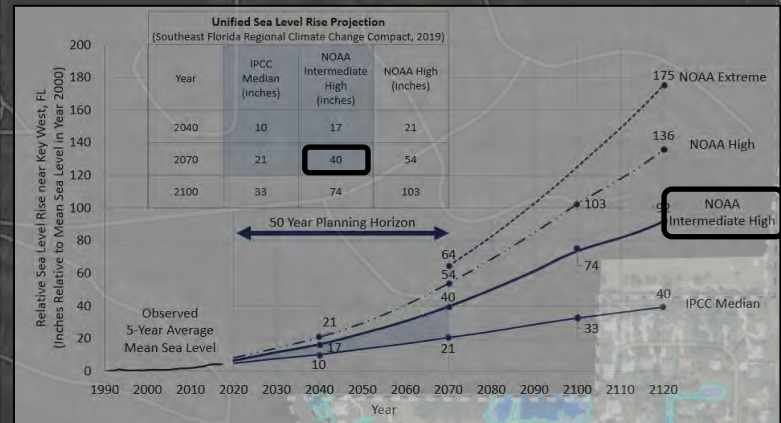 Unified Sea Level Rise Projection
(Southeast Florida Regional Climate Change Compact, 2019)
Year
IPCC
Median
(inches)
NOAA
Intermediate
High
(inches)
NOAA High
(inches)
2040 10 17 21
2070 21 40 54
2100 33 74 103
Relative Sea Level Rise near Key West, FL
(Inches Relative to Mean Sea Level in Year 2000)
200
180
160
140
120
100
80
60
40
20
0
50 Year Planning Horizon
Observed
5-Year Average
Mean Sea Level
175 NOAA Extreme
136
NOAA High
103
92
NOAA
Intermediate High
74
64
54
40
40
IPCC Median
33
21
21
17
10
1990 2000 2010 2020 2030 2040 2050 2060 2070 2080 2090 2100 2110 2120
Year